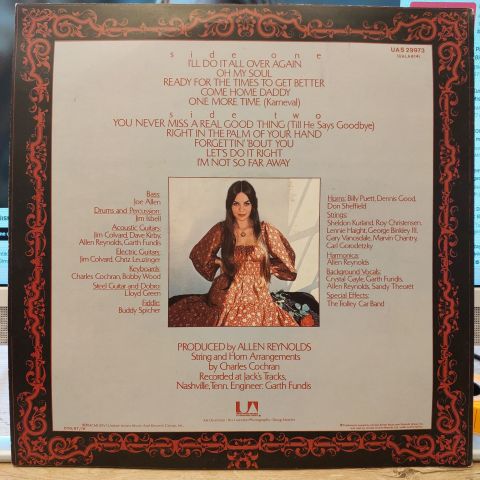 UAS 29973
side one
I'LL DO IT ALL OVER AGAIN
OH MY SOUL
READY FOR THE TIMES TO GET BETTER
COME HOME DADDY
ONE MORE TIME (Karneval)
side two
YOU NEVER MISS A REAL GOOD THING (Till He Says Goodbye)
RIGHT IN THE PALM OF YOUR HAND
FORGETTIN' 'BOUT YOU
LET'S DO IT RIGHT
I'M NOT SO FAR AWAY
Bass:
Joe Allen
Drums and Percussion:
Jim Isbell
Acoustic Guitars:
Jim Colvard, Dave Kirby,
Allen Reynolds, Garth Fundis
Electric Guitars:
Jim Colvard, Chris Leuzinger
Keyboards:
Charles Cochran, Bobby Wood
Steel Guitar and Dobro:
Lloyd Green
Fiddle:
Buddy Spicher
Horns: Billy Puett, Dennis Good,
Don Sheffield
Strings:
Sheldon Kurland, Roy Christensen,
Lennie Haight, George Binkley III,
Gary Vanosdale, Marvin Chantry,
Carl Gorodetzky
Harmonica:
Allen Reynolds
Background Vocals:
Crystal Gayle, Garth Fundis,
Allen Reynolds, Sandy Theoret
Special Effects:
The Holley Car Band
PRODUCED by ALLEN REYNOLDS
String and Horn Arrangements
by Charles Cochran
Recorded at Jack's Tracks,
Nashville, Tenn. Engineer: Garth Fundis